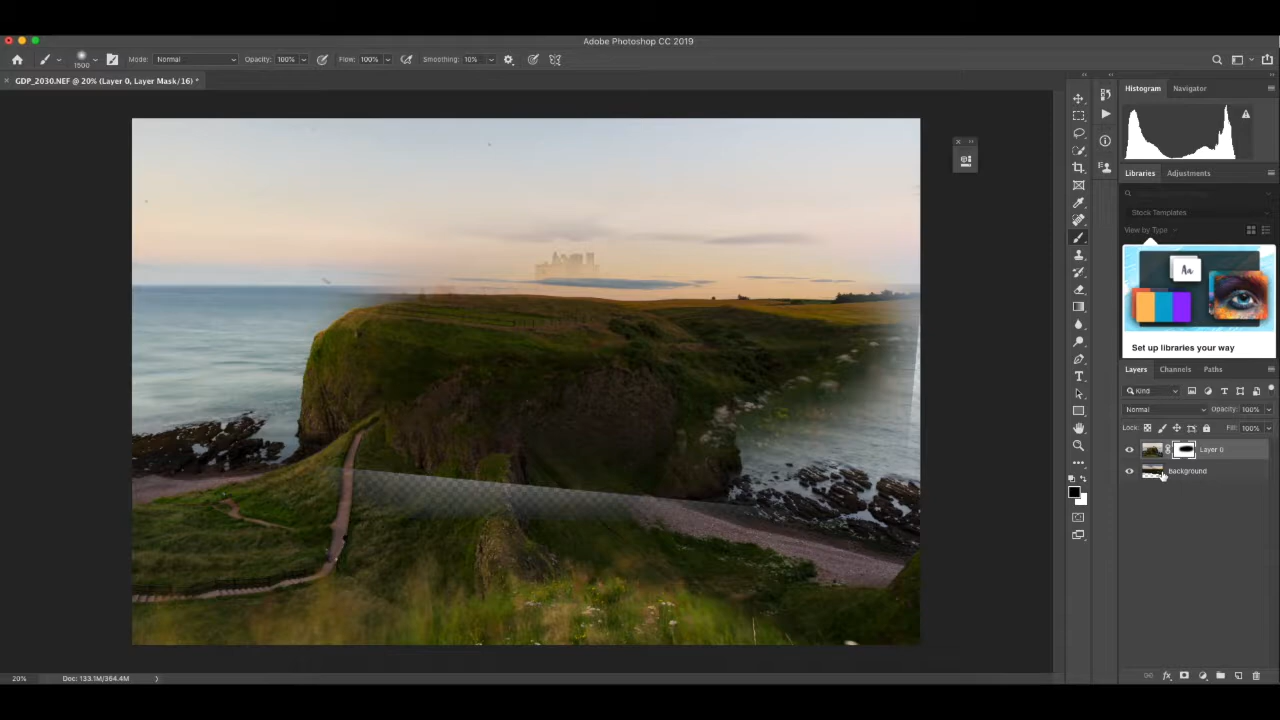 Adobe Photoshop CC 2019
1500
Mode: Normal
Opacity: 100%
Flow: 100%
Smoothing: 10%
GDP_2030.NEF @ 20% (Layer 0, Layer Mask/16) *
Histogram Navigator
Libraries Adjustments
Stock Templates
View by Type
Aa
Set up libraries your way
Layers Channels Paths
Kind
Normal
Opacity: 100%
Lock:
Fill: 100%
Layer 0
Background
20%
Doc: 133.1M/364.4M